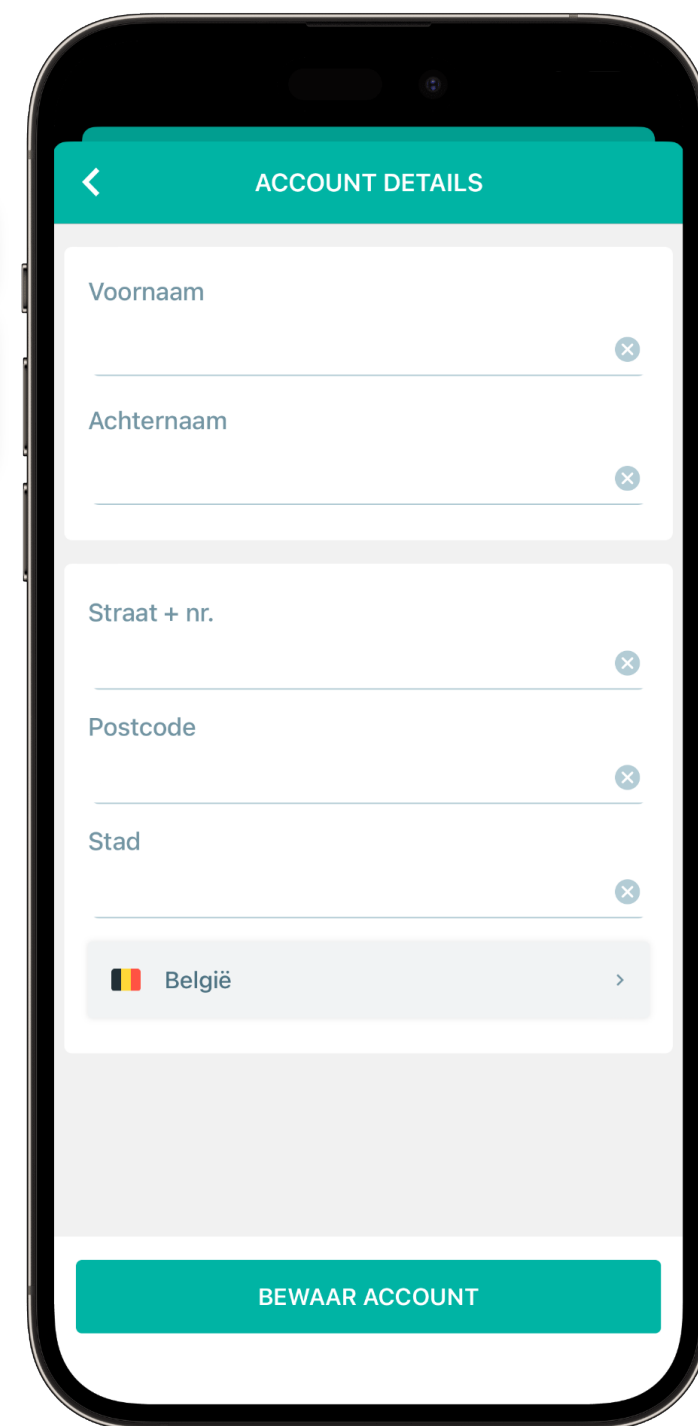 ACCOUNT DETAILS
Voornaam
Achternaam
Straat + nr.
Postcode
Stad
België
BEWAAR ACCOUNT